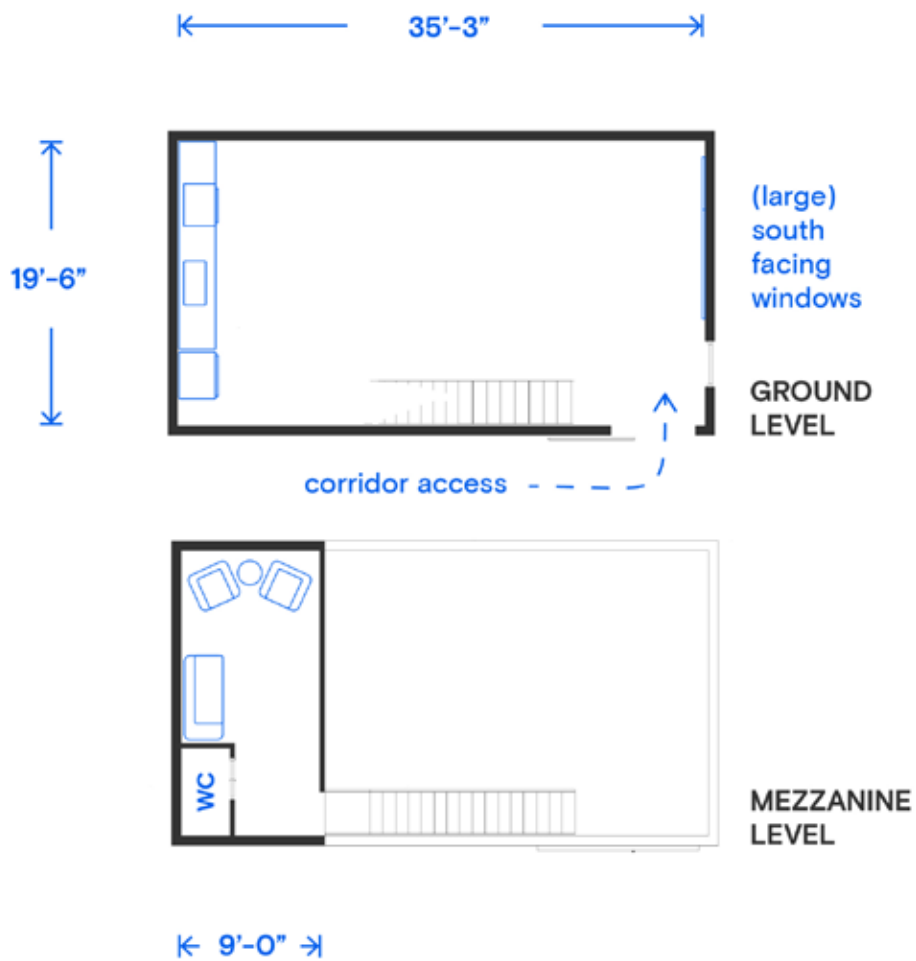 35’-3”
19’-6”
(large)
south
facing
windows
GROUND
LEVEL
corridor access
WC
MEZZANINE
LEVEL
9’-0”